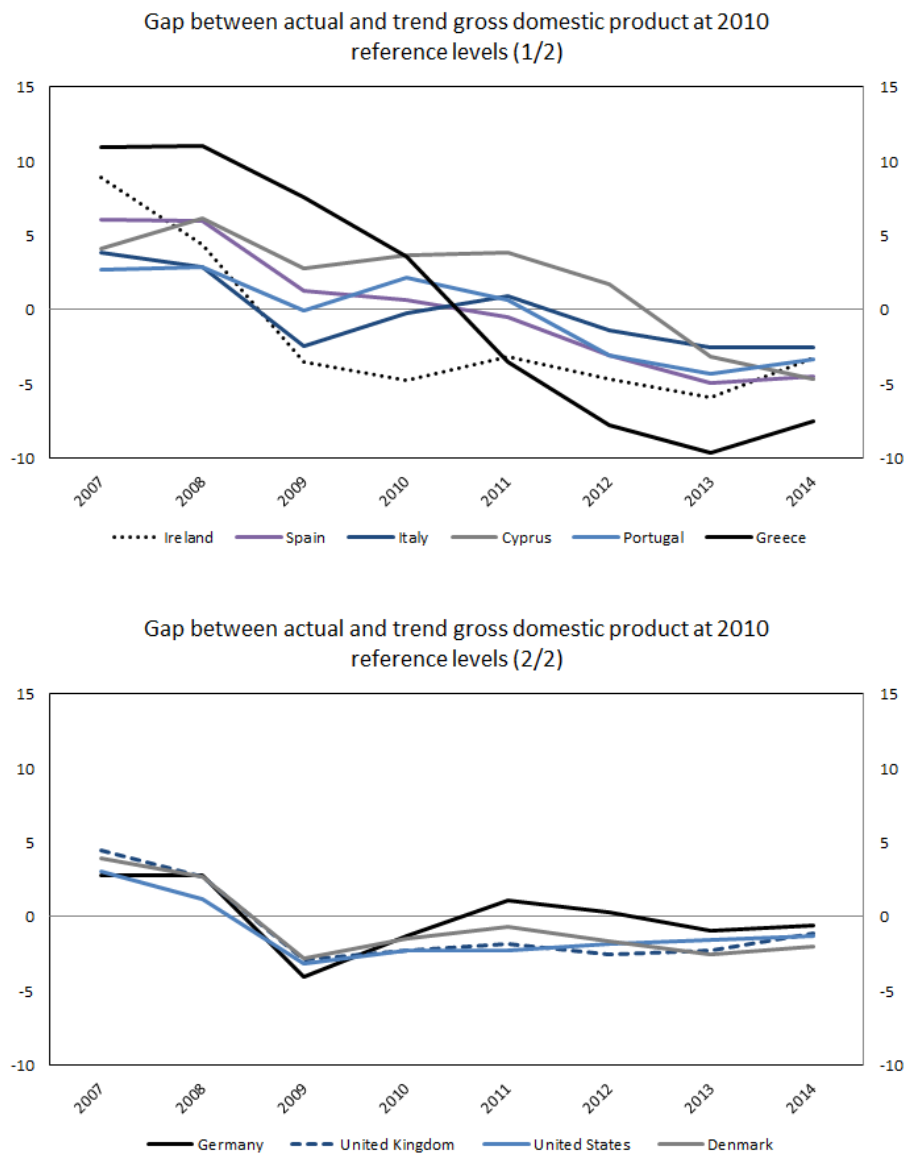 Gap between actual and trend gross domestic product at 2010
reference levels (1/2)
15 15
10 10
5 5
0 0
-5 -5
-10 -10
2007 2008 2009 2010 2011 2012 2013 2014
Ireland Spain Italy Cyprus Portugal Greece
Gap between actual and trend gross domestic product at 2010
reference levels (2/2)
15 15
10 10
5 5
0 0
-5 -5
-10 -10
2007 2008 2009 2010 2011 2012 2013 2014
Germany United Kingdom United States Denmark